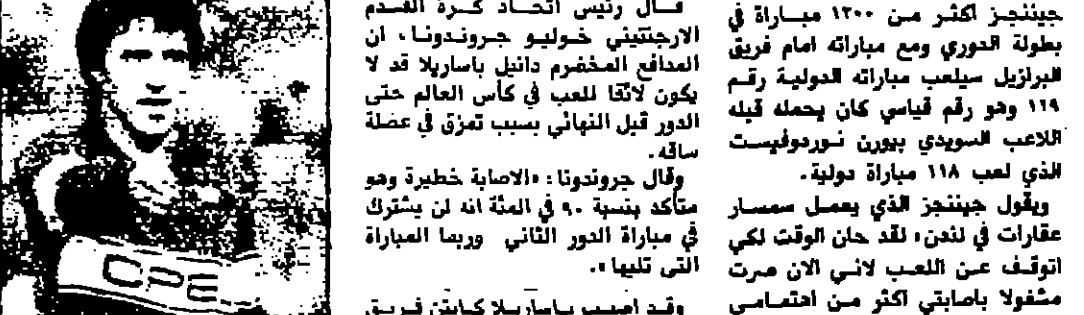 جيننجز اكثر من ١٢٠٠ مباراة في
بطولة الدوري ومع مباراته امام فريق
البرازيل سيلعب مباراته الدولية رقم
١١٩ وهو رقم قياسي كان يحمله قبله
اللاعب السويدي بيورن نوردوفيست
الذي لعب ١١٨ مباراة دولية.
ويقول جيننجز الذي يعمل سمسار
عقارات في لندن، لقد حان الوقت لكي
اتوقف عن اللعب لانني الان صرت
مشغولا باصابتي اكثر من اهتمامي
قال رئيس اتحاد كرة القدم
الارجنتيني خوليو جروندونا، ان
المدافع المخضرم دانيل باساريلا قد لا
يكون لائقا للعب في كأس العالم حتى
الدور قبل النهائي بسبب تمزق في عضلة
ساقه.
وقال جروندونا: «الاصابة خطيرة وهو
متأكد بنسبة ٩٠ في المئة انه لن يشترك
في مباراة الدور الثاني وربما المباراة
التي تليها».
وقد اصيب باساريلا كابتن فريق
CPE